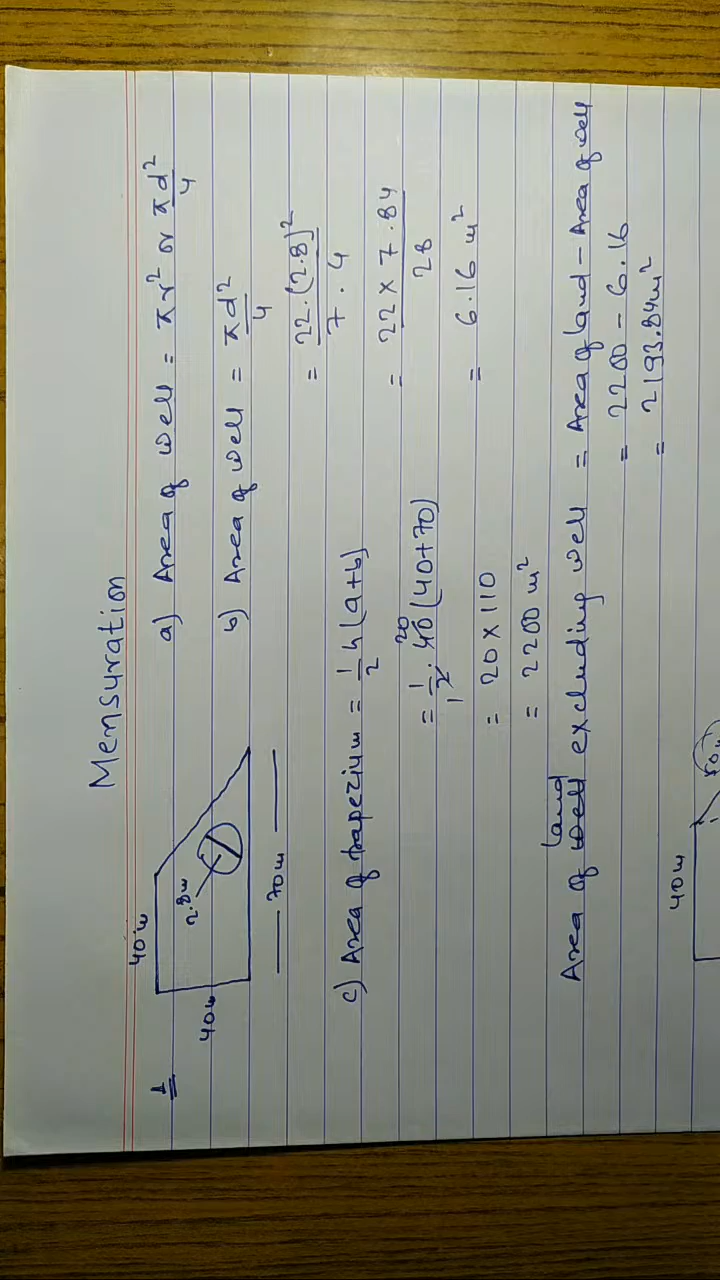 Mensuration
1
40m
40m
2.8m
70m
a) Area of well = πr² or πd²/4
b) Area of well = πd²/4
= 22.(2.8)²/7.4
= 22 × 7.84/28
= 6.16 m²
c) Area of trapezium = 1/2 h (a+b)
= 1/2 . 40 (40+70)
1 20
= 20 × 110
= 2200 m²
Area of well land excluding well = Area of land - Area of well
= 2200 - 6.16
= 2193.84m²
40m